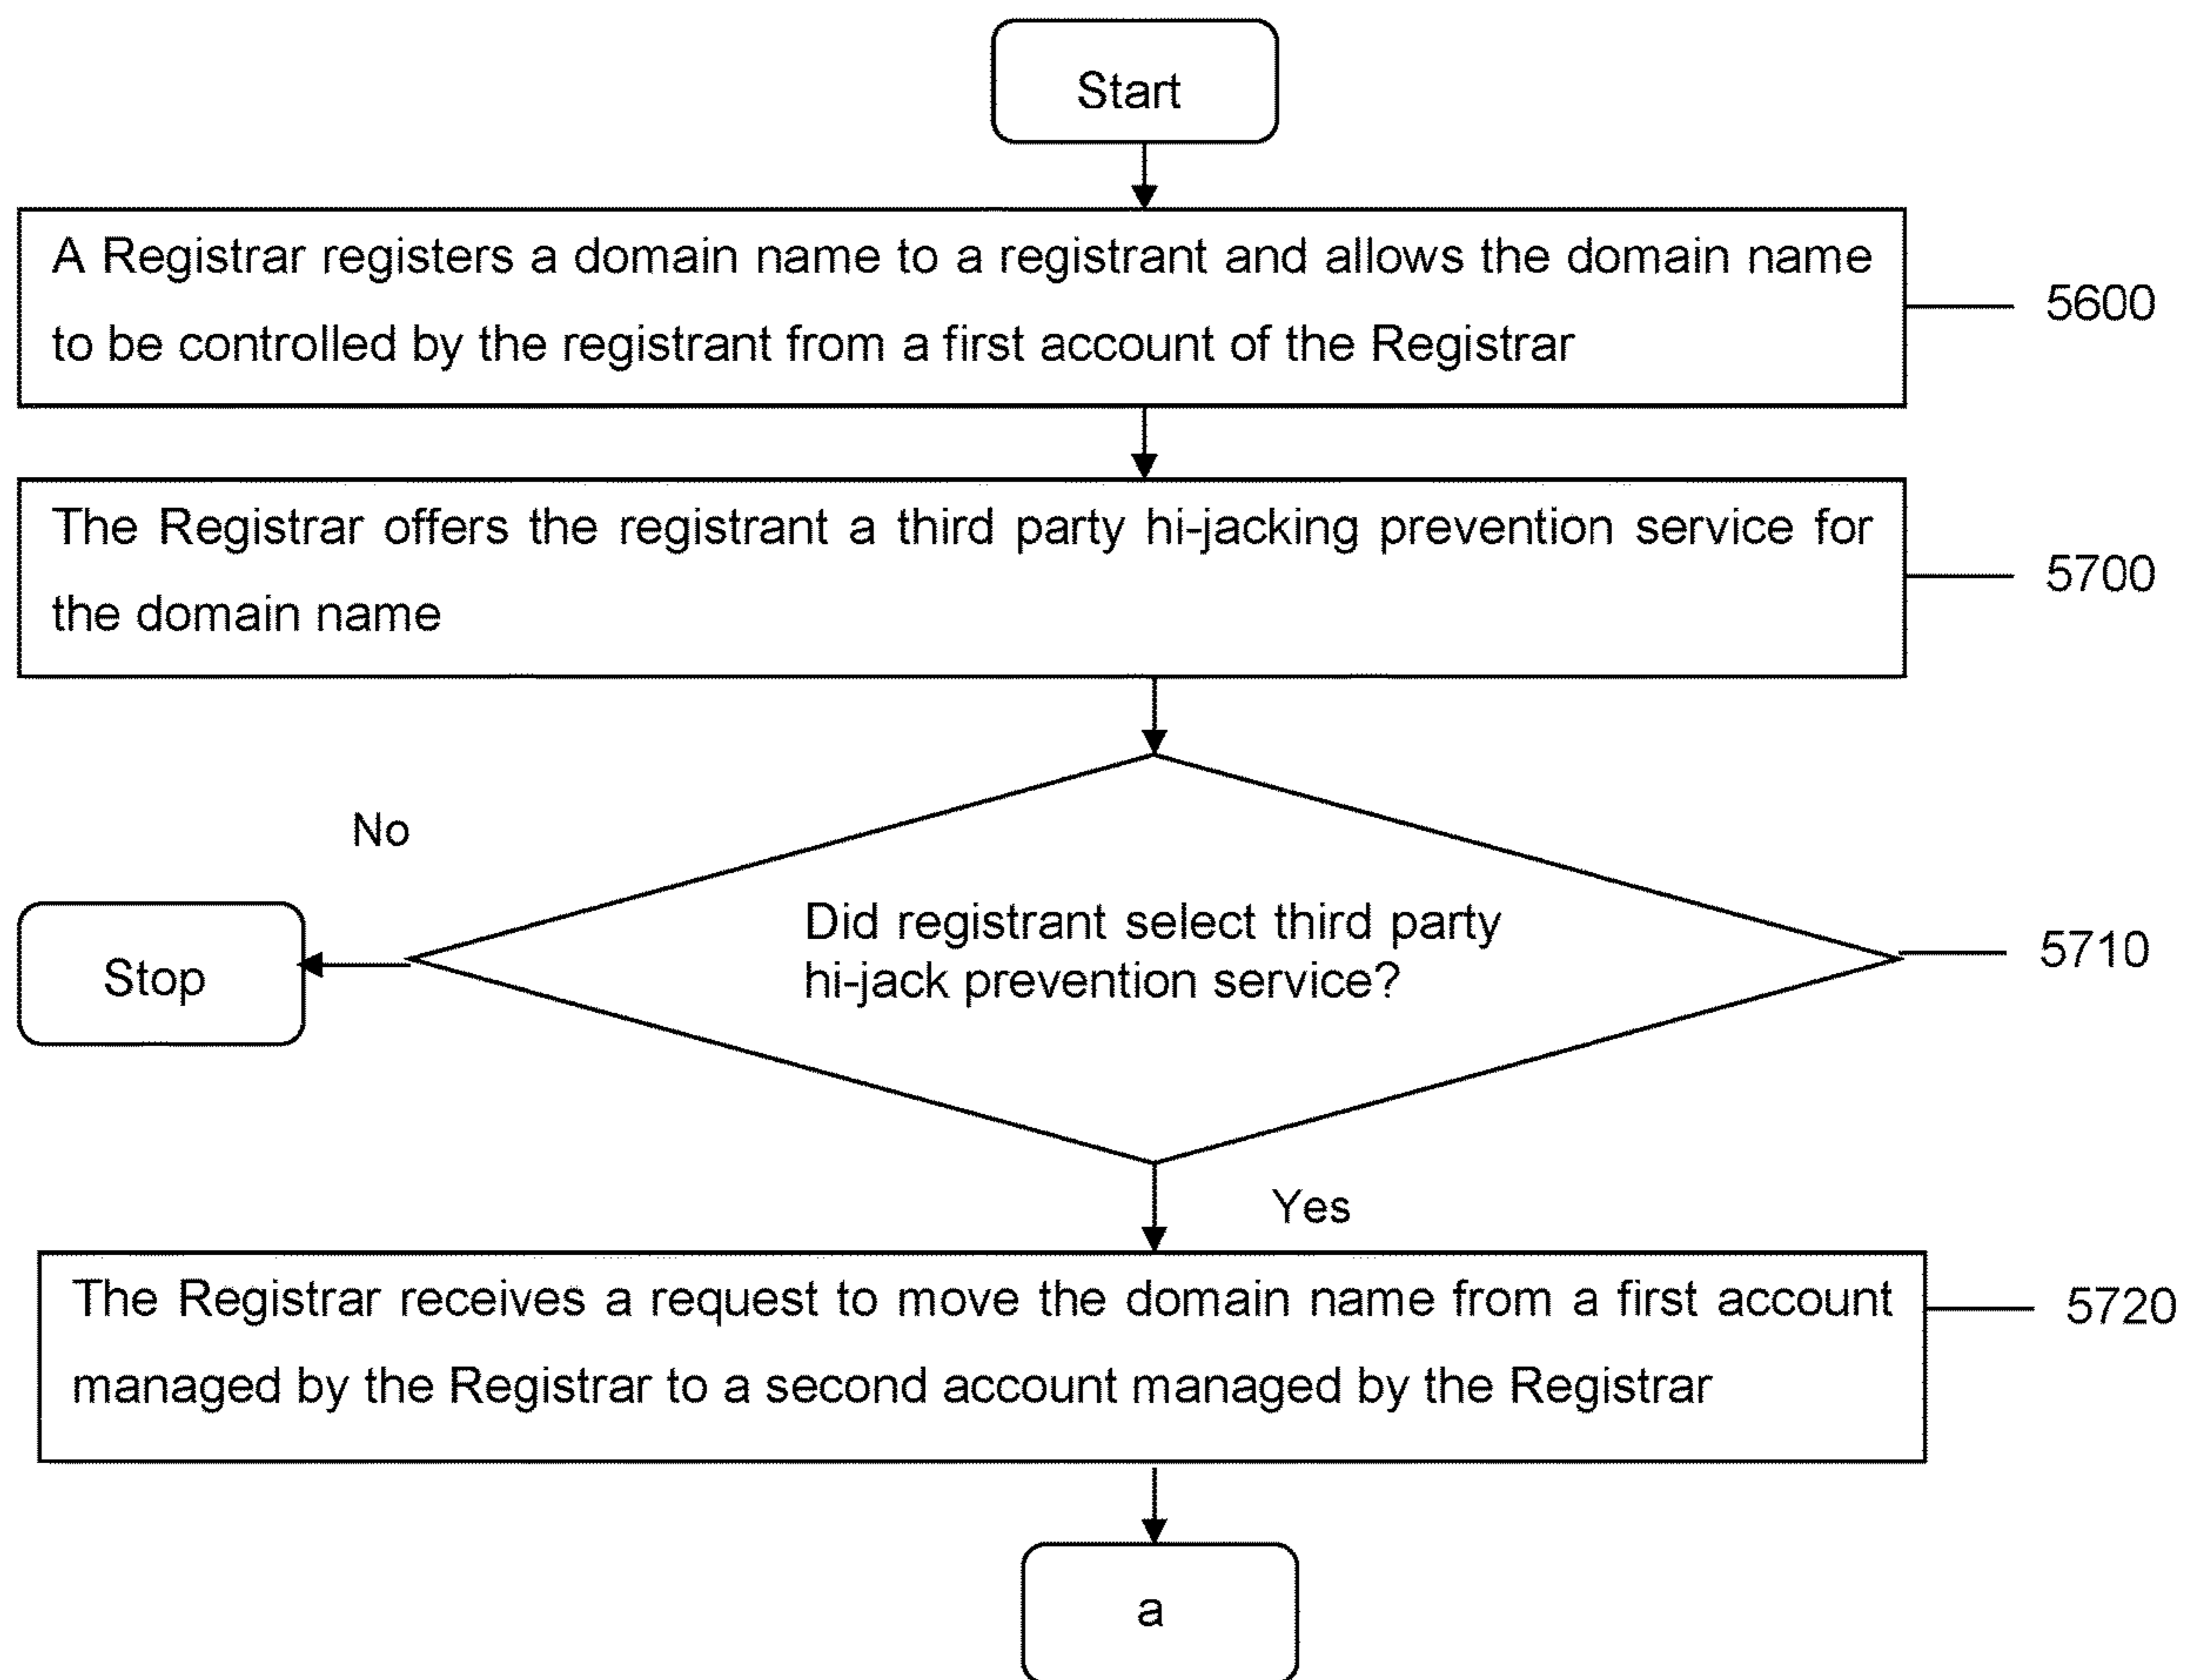 Start
A Registrar registers a domain name to a registrant and allows the domain name
to be controlled by the registrant from a first account of the Registrar
5600
The Registrar offers the registrant a third party hi-jacking prevention service for
the domain name
5700
No
Did registrant select third party
hi-jack prevention service?
5710
Stop
Yes
The Registrar receives a request to move the domain name from a first account
managed by the Registrar to a second account managed by the Registrar
5720
a